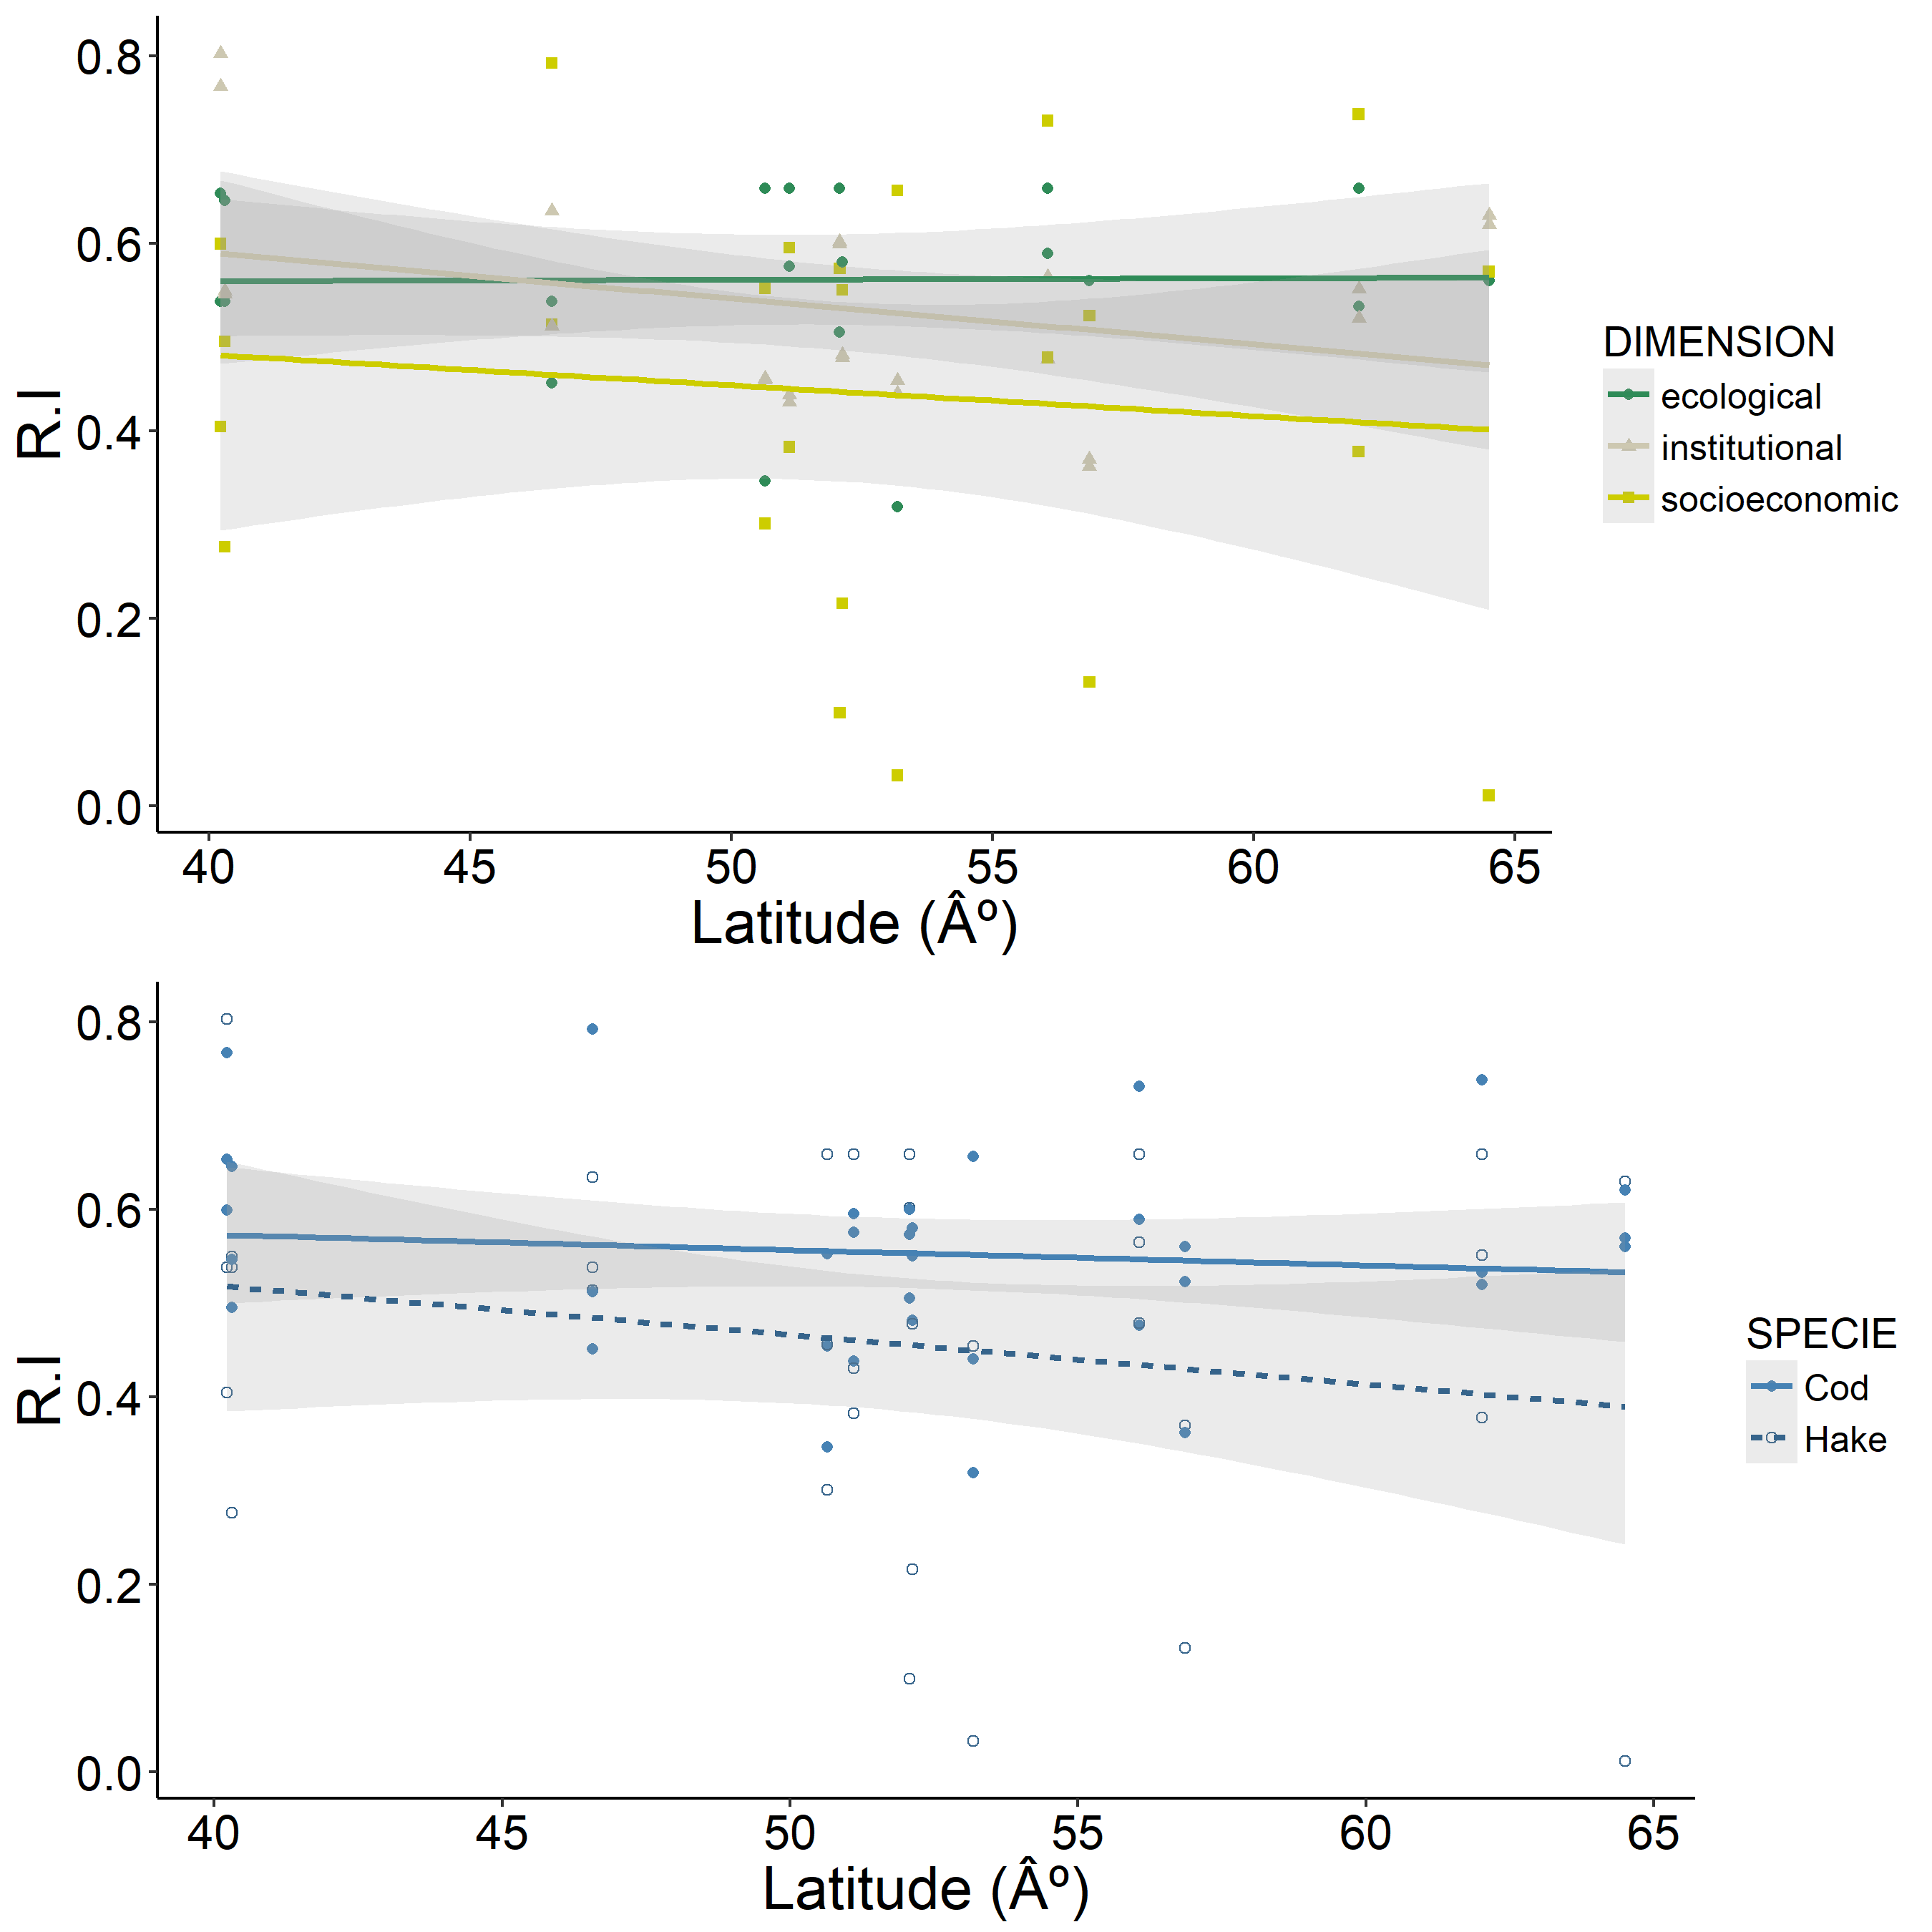 R.I
0.8
0.6
0.4
0.2
0.0
40 45 50 55 60 65
Latitude (Âº)
DIMENSION
ecological
institutional
socioeconomic
R.I
0.8
0.6
0.4
0.2
0.0
40 45 50 55 60 65
Latitude (Âº)
SPECIE
Cod
Hake